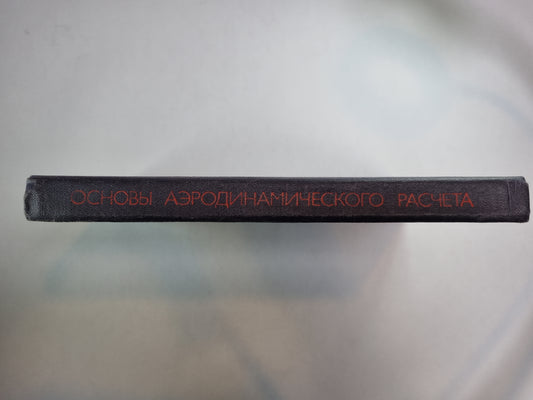 ОСНОВЫ АЭРОДИНАМИЧЕСКОГО РАСЧЕТА